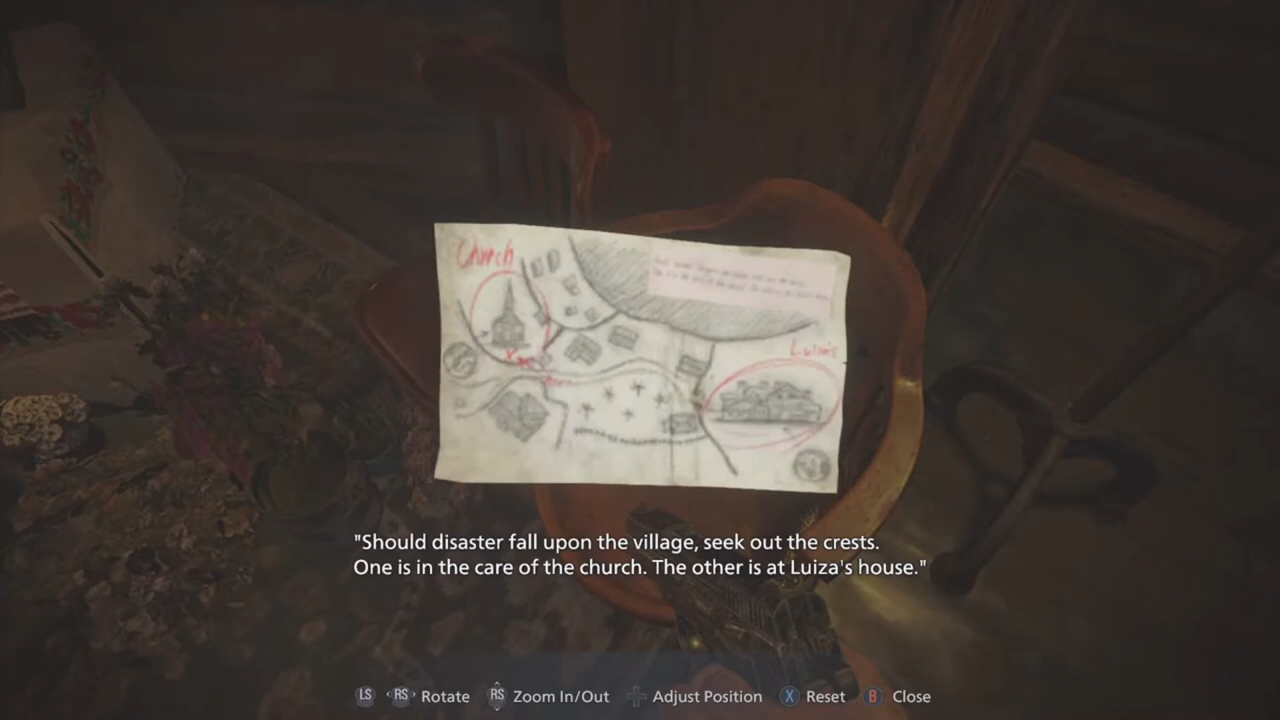 Church
Luiza's
"Should disaster fall upon the village, seek out the crests.
One is in the care of the church. The other is at Luiza's house."
LS RS Rotate RS Zoom In/Out Adjust Position X Reset B Close